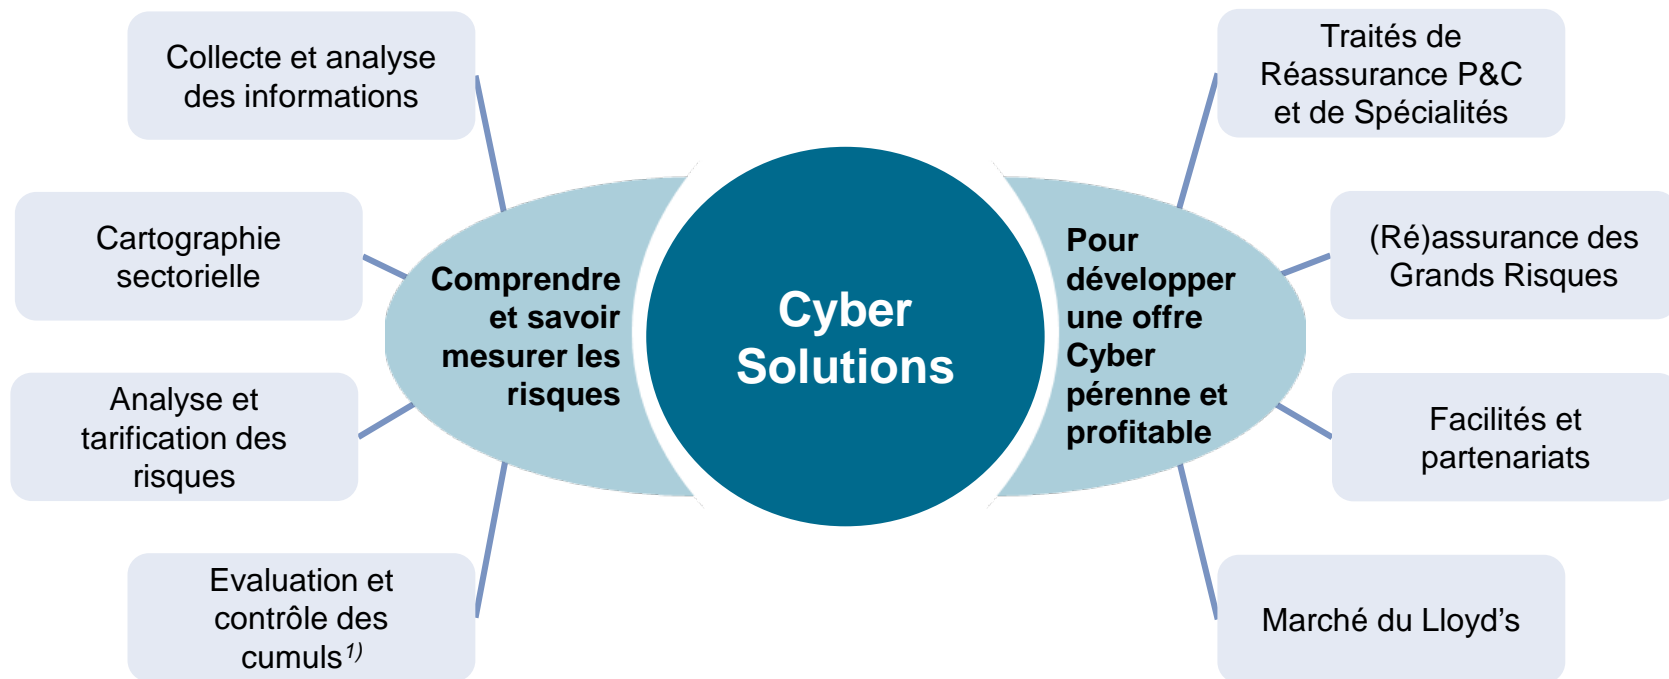 Collecte et analyse
des informations
Cartographie
sectorielle
Analyse et
tarification des
risques
Evaluation et
contrôle des
cumuls1)
Comprendre
et savoir
mesurer les
risques
Cyber
Solutions
Pour
développer
une offre
Cyber
pérenne et
profitable
Traités de
Réassurance P&C
et de Spécialités
(Ré)assurance des
Grands Risques
Facilités et
partenariats
Marché du Lloyd’s